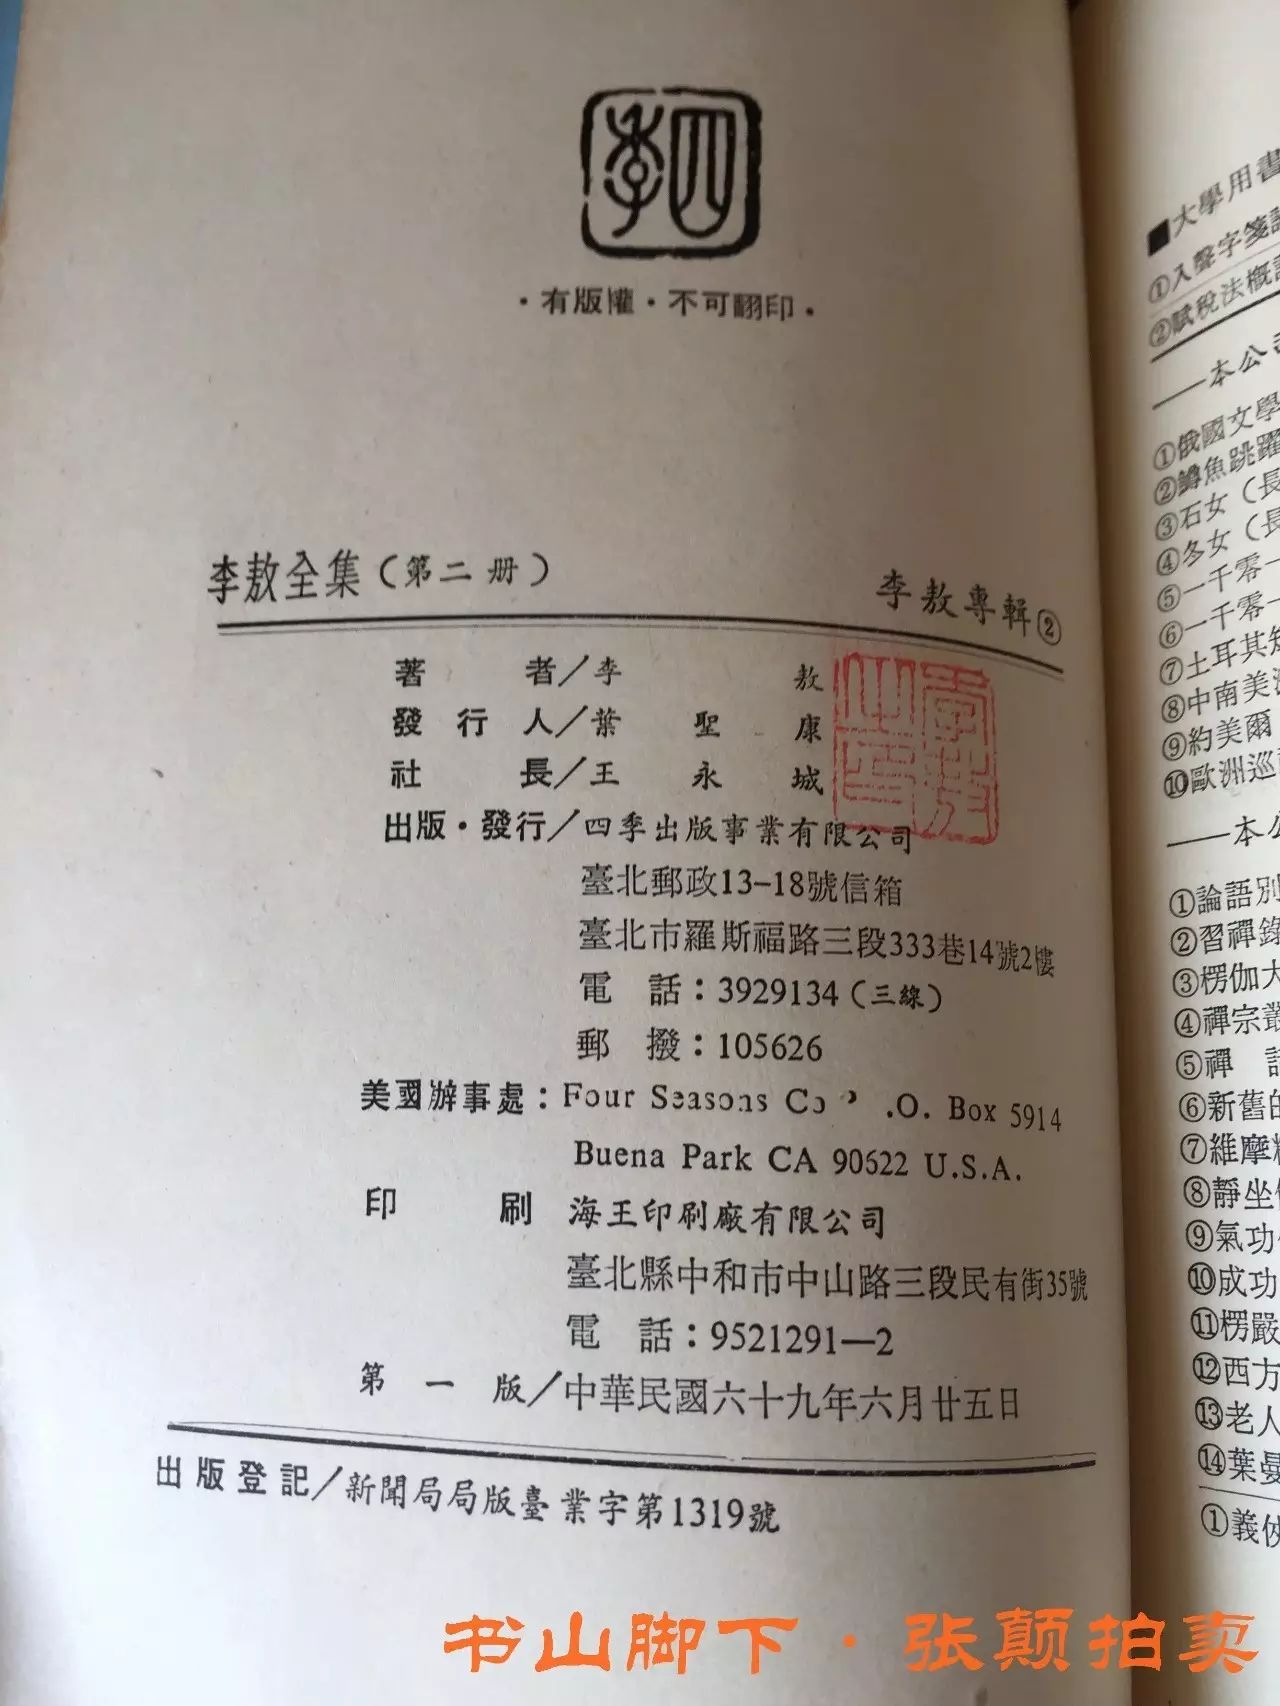 四季
·有版權·不可翻印·
李敖全集(第二册) 李敖專輯②
著者/李敖
發行人/葉聖康
社長/王永城
出版·發行/四季出版事業有限公司
臺北郵政13-18號信箱
臺北市羅斯福路三段333巷14號2樓
電話:3929134(三線)
郵撥:105626
美國辦事處:Four Seasons Co .O. Box 5914
Buena Park CA 90622 U.S.A.
印刷 海王印刷廠有限公司
臺北縣中和市中山路三段民有街35號
電話:9521291—2
第一版/中華民國六十九年六月廿五日
出版登記/新聞局局版臺業字第1319號
■大學用書
①入聲字箋
②賦稅法概
——本公
①俄國文學
②鱒魚跳躍
③石女(長
④冬女(長
⑤一千零一
⑥一千零一
⑦土耳其
⑧中南美
⑨約美爾
⑩歐洲巡
——本公
①論語別
②習禪錄
③楞伽大
④禪宗叢
⑤禪
⑥新舊的
⑦維摩
⑧靜坐
⑨氣功
⑩成功
⑪楞嚴
⑫西方
⑬老人
⑭葉曼
①義俠
书山脚下·张颠拍卖